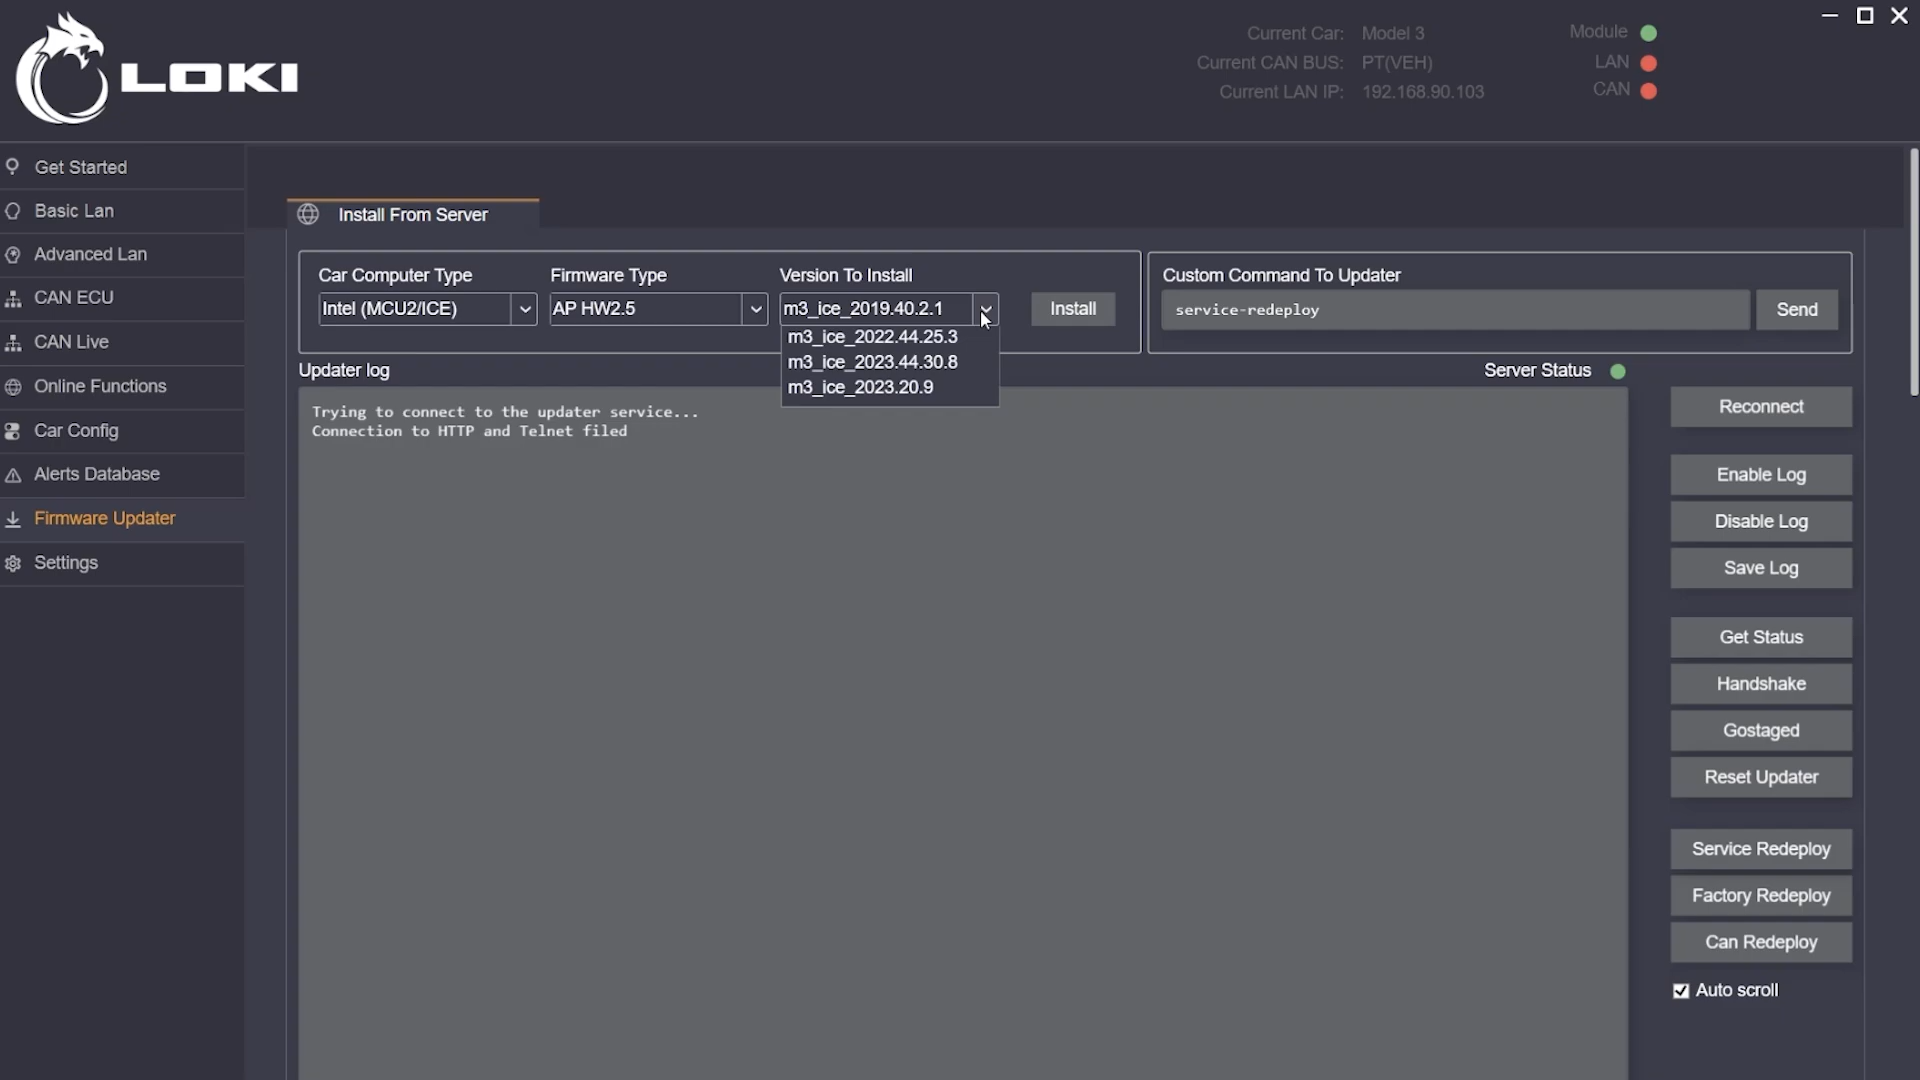 LOKI
Current Car: Model 3
Current CAN BUS: PT(VEH)
Current LAN IP: 192.168.90.103
Module
LAN
CAN
Get Started
Basic Lan
Advanced Lan
CAN ECU
CAN Live
Online Functions
Car Config
Alerts Database
Firmware Updater
Settings
Install From Server
Car Computer Type
Intel (MCU2/ICE)
Firmware Type
AP HW2.5
Version To Install
m3_ice_2019.40.2.1
m3_ice_2022.44.25.3
m3_ice_2023.44.30.8
m3_ice_2023.20.9
Install
Custom Command To Updater
service-redeploy
Send
Updater log
Server Status
Trying to connect to the updater service...
Connection to HTTP and Telnet filed
Reconnect
Enable Log
Disable Log
Save Log
Get Status
Handshake
Gostaged
Reset Updater
Service Redeploy
Factory Redeploy
Can Redeploy
Auto scroll